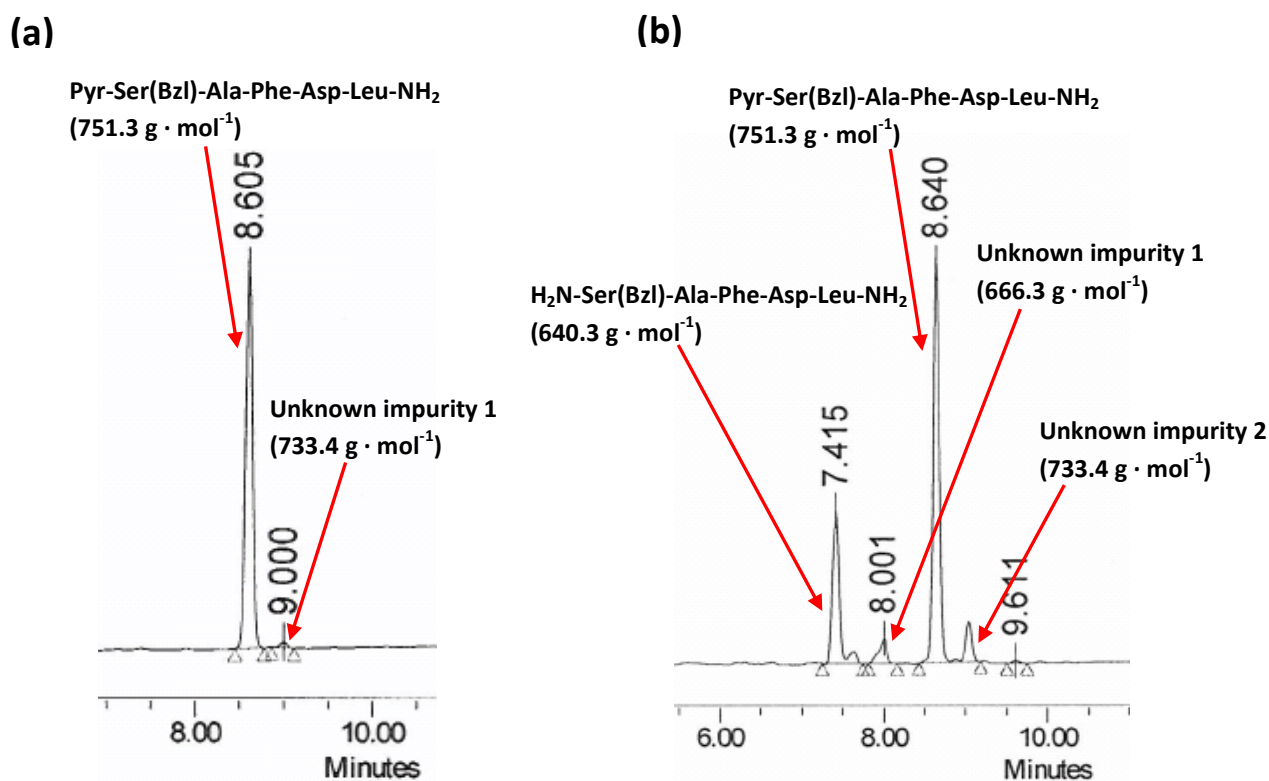 (a)
Pyr-Ser(Bzl)-Ala-Phe-Asp-Leu-NH₂
(751.3 g · mol⁻¹)
8.605
Unknown impurity 1
(733.4 g · mol⁻¹)
9.000
8.00
10.00
Minutes
(b)
Pyr-Ser(Bzl)-Ala-Phe-Asp-Leu-NH₂
(751.3 g · mol⁻¹)
8.640
Unknown impurity 1
(666.3 g · mol⁻¹)
H₂N-Ser(Bzl)-Ala-Phe-Asp-Leu-NH₂
(640.3 g · mol⁻¹)
7.415
8.001
Unknown impurity 2
(733.4 g · mol⁻¹)
9.611
6.00
8.00
10.00
Minutes